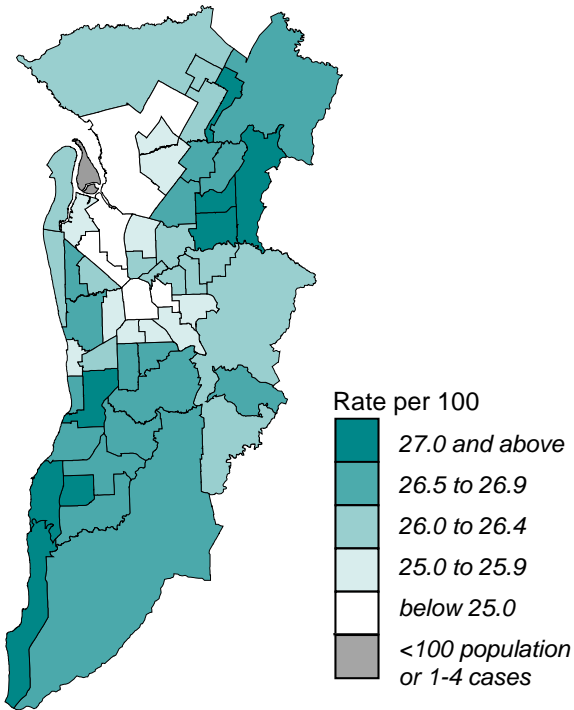 Rate per 100
27.0 and above
26.5 to 26.9
26.0 to 26.4
25.0 to 25.9
below 25.0
<100 population
or 1-4 cases